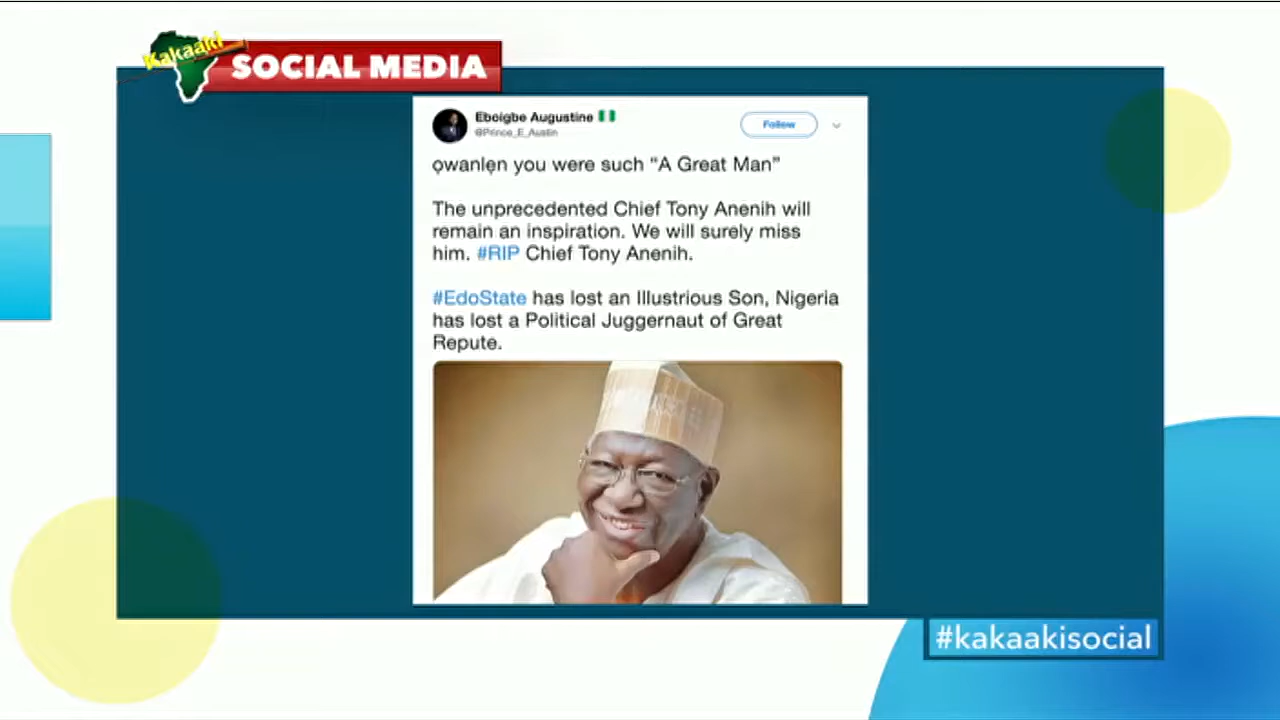 Kakaaki
SOCIAL MEDIA
Eboigbe Augustine
@Prince_E_Austin
Follow
ọwanlẹn you were such “A Great Man”
The unprecedented Chief Tony Anenih will
remain an inspiration. We will surely miss
him. #RIP Chief Tony Anenih.
#EdoState has lost an Illustrious Son, Nigeria
has lost a Political Juggernaut of Great
Repute.
#kakaakisocial